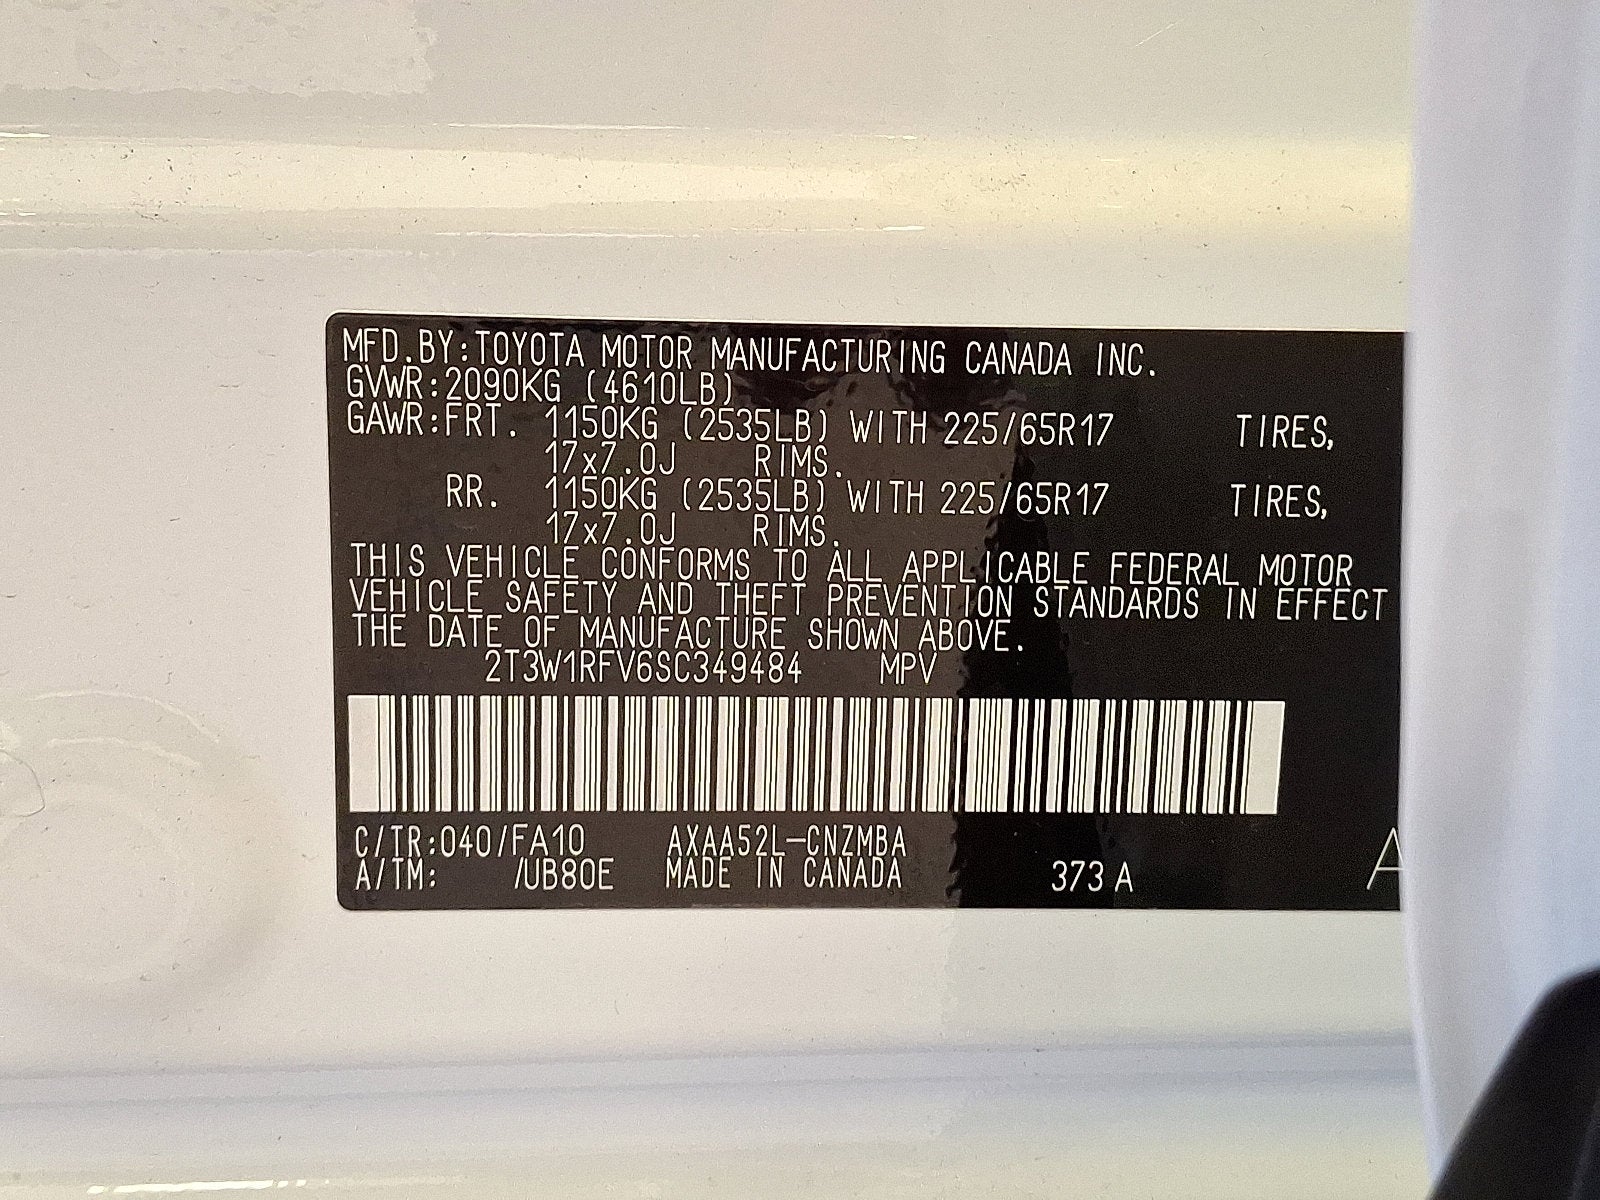 MFD.BY:TOYOTA MOTOR MANUFACTURING CANADA INC.
GVWR:2090KG (4610LB)
GAWR:FRT. 1150KG (2535LB) WITH 225/65R17 TIRES,
17x7.0J RIMS.
RR. 1150KG (2535LB) WITH 225/65R17 TIRES,
17x7.0J RIMS.
THIS VEHICLE CONFORMS TO ALL APPLICABLE FEDERAL MOTOR
VEHICLE SAFETY AND THEFT PREVENTION STANDARDS IN EFFECT
THE DATE OF MANUFACTURE SHOWN ABOVE.
2T3W1RFV6SC349484 MPV
C/TR:040/FA10 AXAA52L-CNZMBA
A/TM: /UB80E MADE IN CANADA 373 A
A